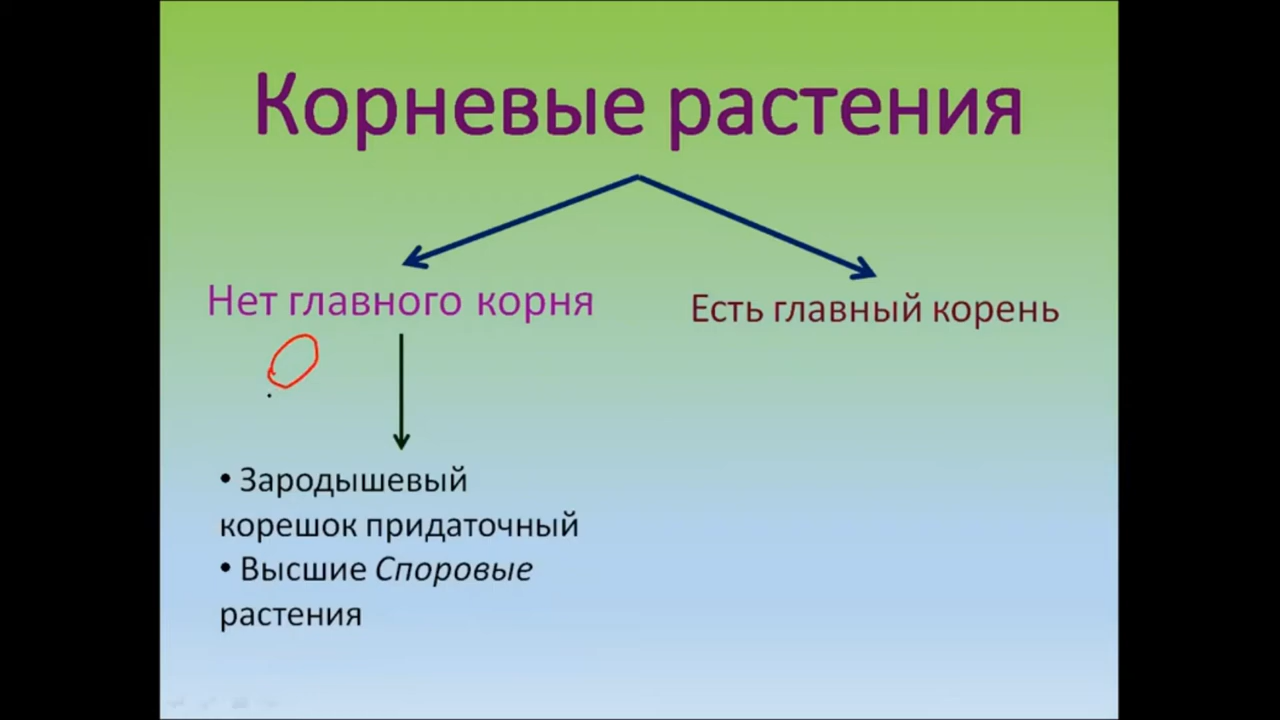 Корневые растения
Нет главного корня
Есть главный корень
• Зародышевый
корешок придаточный
• Высшие Споровые
растения